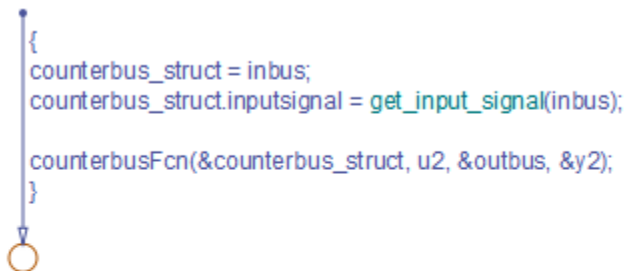 {
counterbus_struct = inbus;
counterbus_struct.inputsignal = get_input_signal(inbus);
counterbusFcn(&counterbus_struct, u2, &outbus, &y2);
}